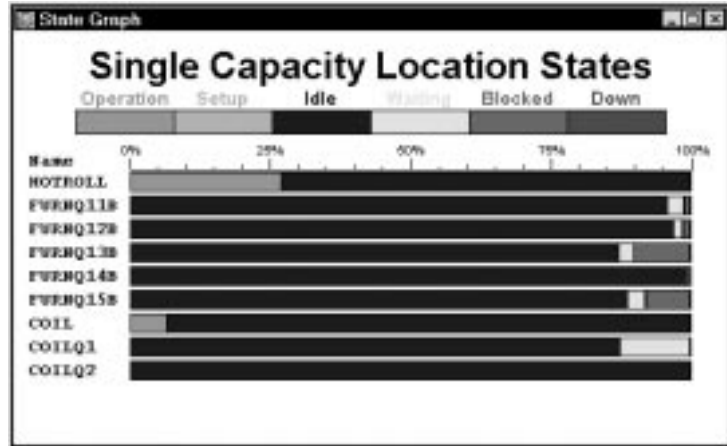 State Graph
Single Capacity Location States
Operation Setup Idle Waiting Blocked Down
Name 0% 25% 50% 75% 100%
HOTROLL
FURNQ11B
FURNQ12B
FURNQ13B
FURNQ14B
FURNQ15B
COIL
COILQ1
COILQ2